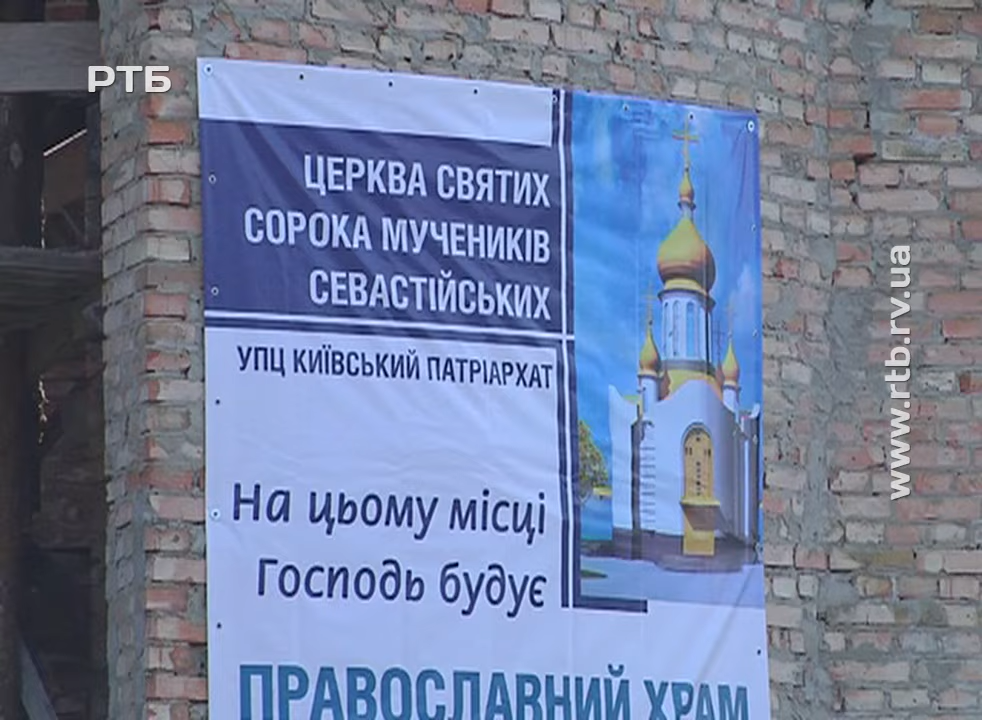 РТБ
ЦЕРКВА СВЯТИХ
СОРОКА МУЧЕНИКІВ
СЕВАСТІЙСЬКИХ
УПЦ КИЇВСЬКИЙ ПАТРІАРХАТ
На цьому місці
Господь будує
ПРАВОСЛАВНИЙ ХРАМ
www.rtb.rv.ua